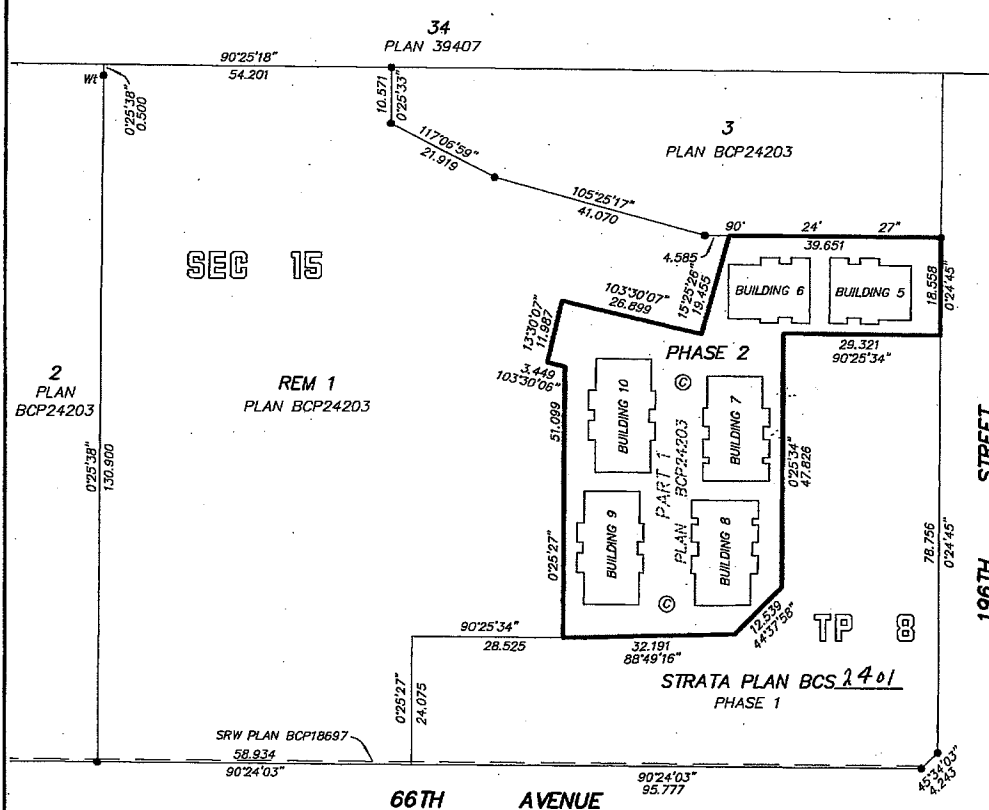 34
PLAN 39407
90°25'18"
54.201
Wt
0°25'38"
0.500
10.571
0°25'33"
117°06'59"
21.919
3
PLAN BCP24203
105°25'17"
41.070
90° 24' 27"
39.651
4.585
15°25'26"
19.455
BUILDING 6
BUILDING 5
18.558
0°24'45"
SEC 15
103°30'07"
26.899
13°30'07"
11.987
29.321
90°25'34"
PHASE 2
3.449
103°30'06"
2
PLAN
BCP24203
REM 1
PLAN BCP24203
©
BUILDING 10
BUILDING 7
51.099
0°25'27"
PART 1
PLAN BCP24203
0°25'34"
47.826
196TH STREET
0°25'38"
130.900
BUILDING 9
BUILDING 8
78.756
0°24'45"
©
12.539
44°37'58"
TP 8
90°25'34"
28.525
32.191
88°49'16"
STRATA PLAN BCS 2401
PHASE 1
0°25'27"
24.075
SRW PLAN BCP18697
58.934
90°24'03"
90°24'03"
95.777
45°34'03"
4.243
66TH AVENUE